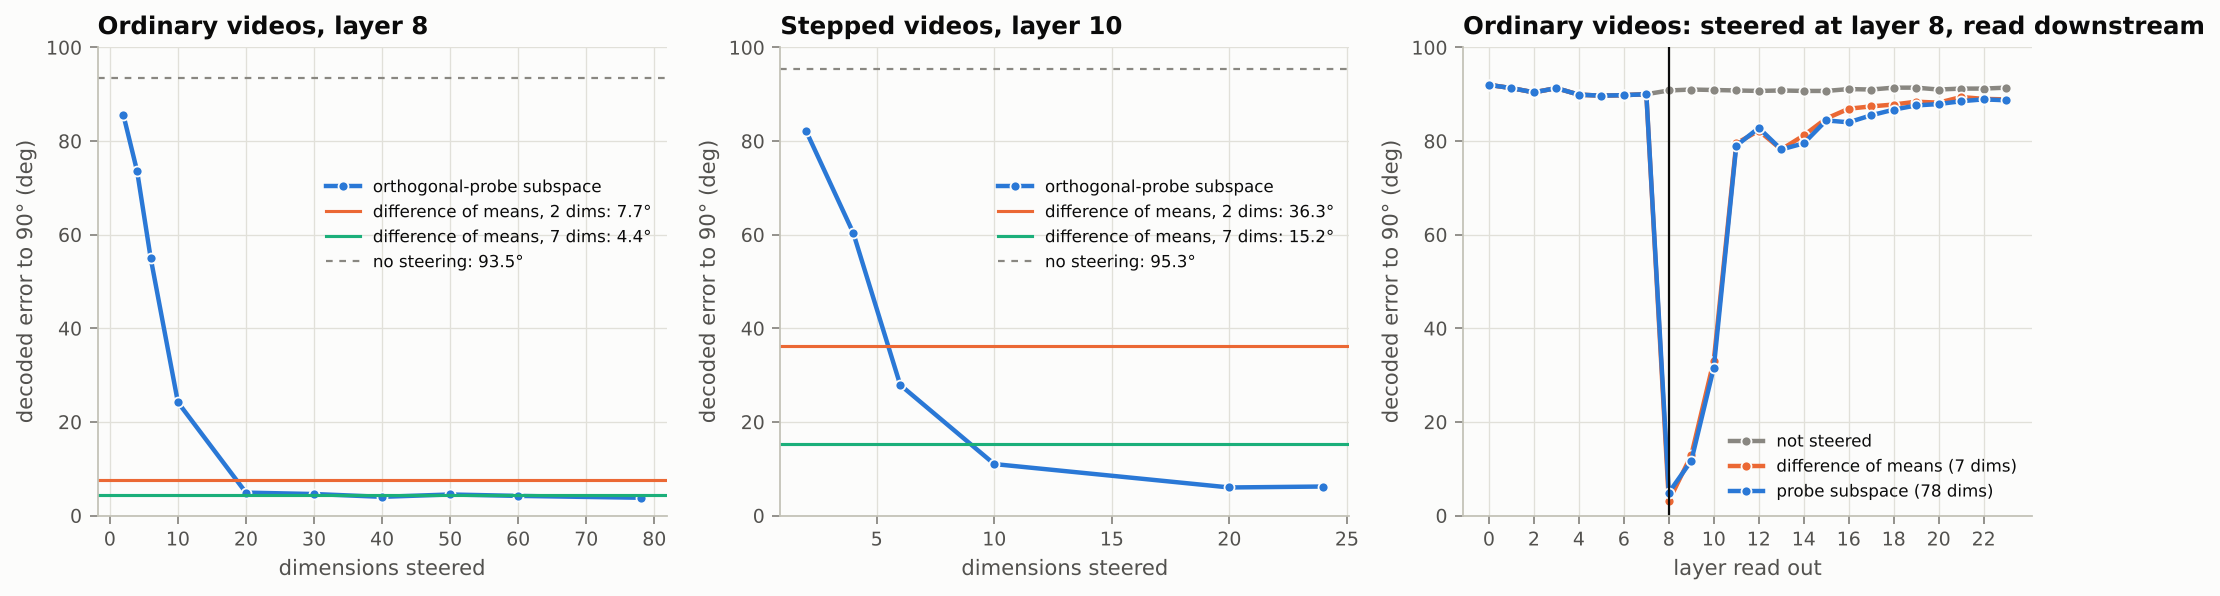 Ordinary videos, layer 8
decoded error to 90° (deg)
100
80
60
40
20
0
orthogonal-probe subspace
difference of means, 2 dims: 7.7°
difference of means, 7 dims: 4.4°
no steering: 93.5°
0 10 20 30 40 50 60 70 80
dimensions steered
Stepped videos, layer 10
decoded error to 90° (deg)
100
80
60
40
20
0
orthogonal-probe subspace
difference of means, 2 dims: 36.3°
difference of means, 7 dims: 15.2°
no steering: 95.3°
5 10 15 20 25
dimensions steered
Ordinary videos: steered at layer 8, read downstream
decoded error to 90° (deg)
100
80
60
40
20
0
not steered
difference of means (7 dims)
probe subspace (78 dims)
0 2 4 6 8 10 12 14 16 18 20 22
layer read out